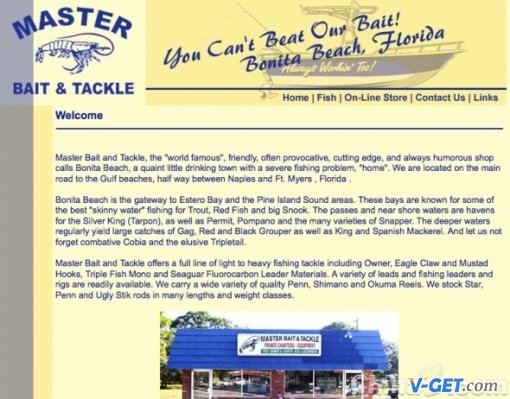 MASTER
BAIT & TACKLE
You Can't Beat Our Bait!
Bonita Beach, Florida
Always Workin' Too!
Home | Fish | On-Line Store | Contact Us | Links
Welcome
Master Bait and Tackle, the "world famous", friendly, often provocative, cutting edge, and always humorous shop
calls Bonita Beach, a quaint little drinking town with a severe fishing problem, "home". We are located on the main
road to the Gulf beaches, half way between Naples and Ft. Myers , Florida .
Bonita Beach is the gateway to Estero Bay and the Pine Island Sound areas. These bays are known for some of
the best "skinny water" fishing for Trout, Red Fish and big Snook. The passes and near shore waters are havens
for the Silver King (Tarpon), as well as Permit, Pompano and the many varieties of Snapper. The deeper waters
regularly yield large catches of Gag, Red and Black Grouper as well as King and Spanish Mackerel. And let us not
forget combative Cobia and the elusive Tripletail.
Master Bait and Tackle offers a full line of light to heavy fishing tackle including Owner, Eagle Claw and Mustad
Hooks, Triple Fish Mono and Seaguar Fluorocarbon Leader Materials. A variety of leads and fishing leaders and
rigs are readily available. We carry a wide variety of quality Penn, Shimano and Okuma Reels. We stock Star,
Penn and Ugly Stik rods in many lengths and weight classes.
MASTER BAIT & TACKLE
PRIVATE CHARTERS - EQUIPMENT
V-GET.com